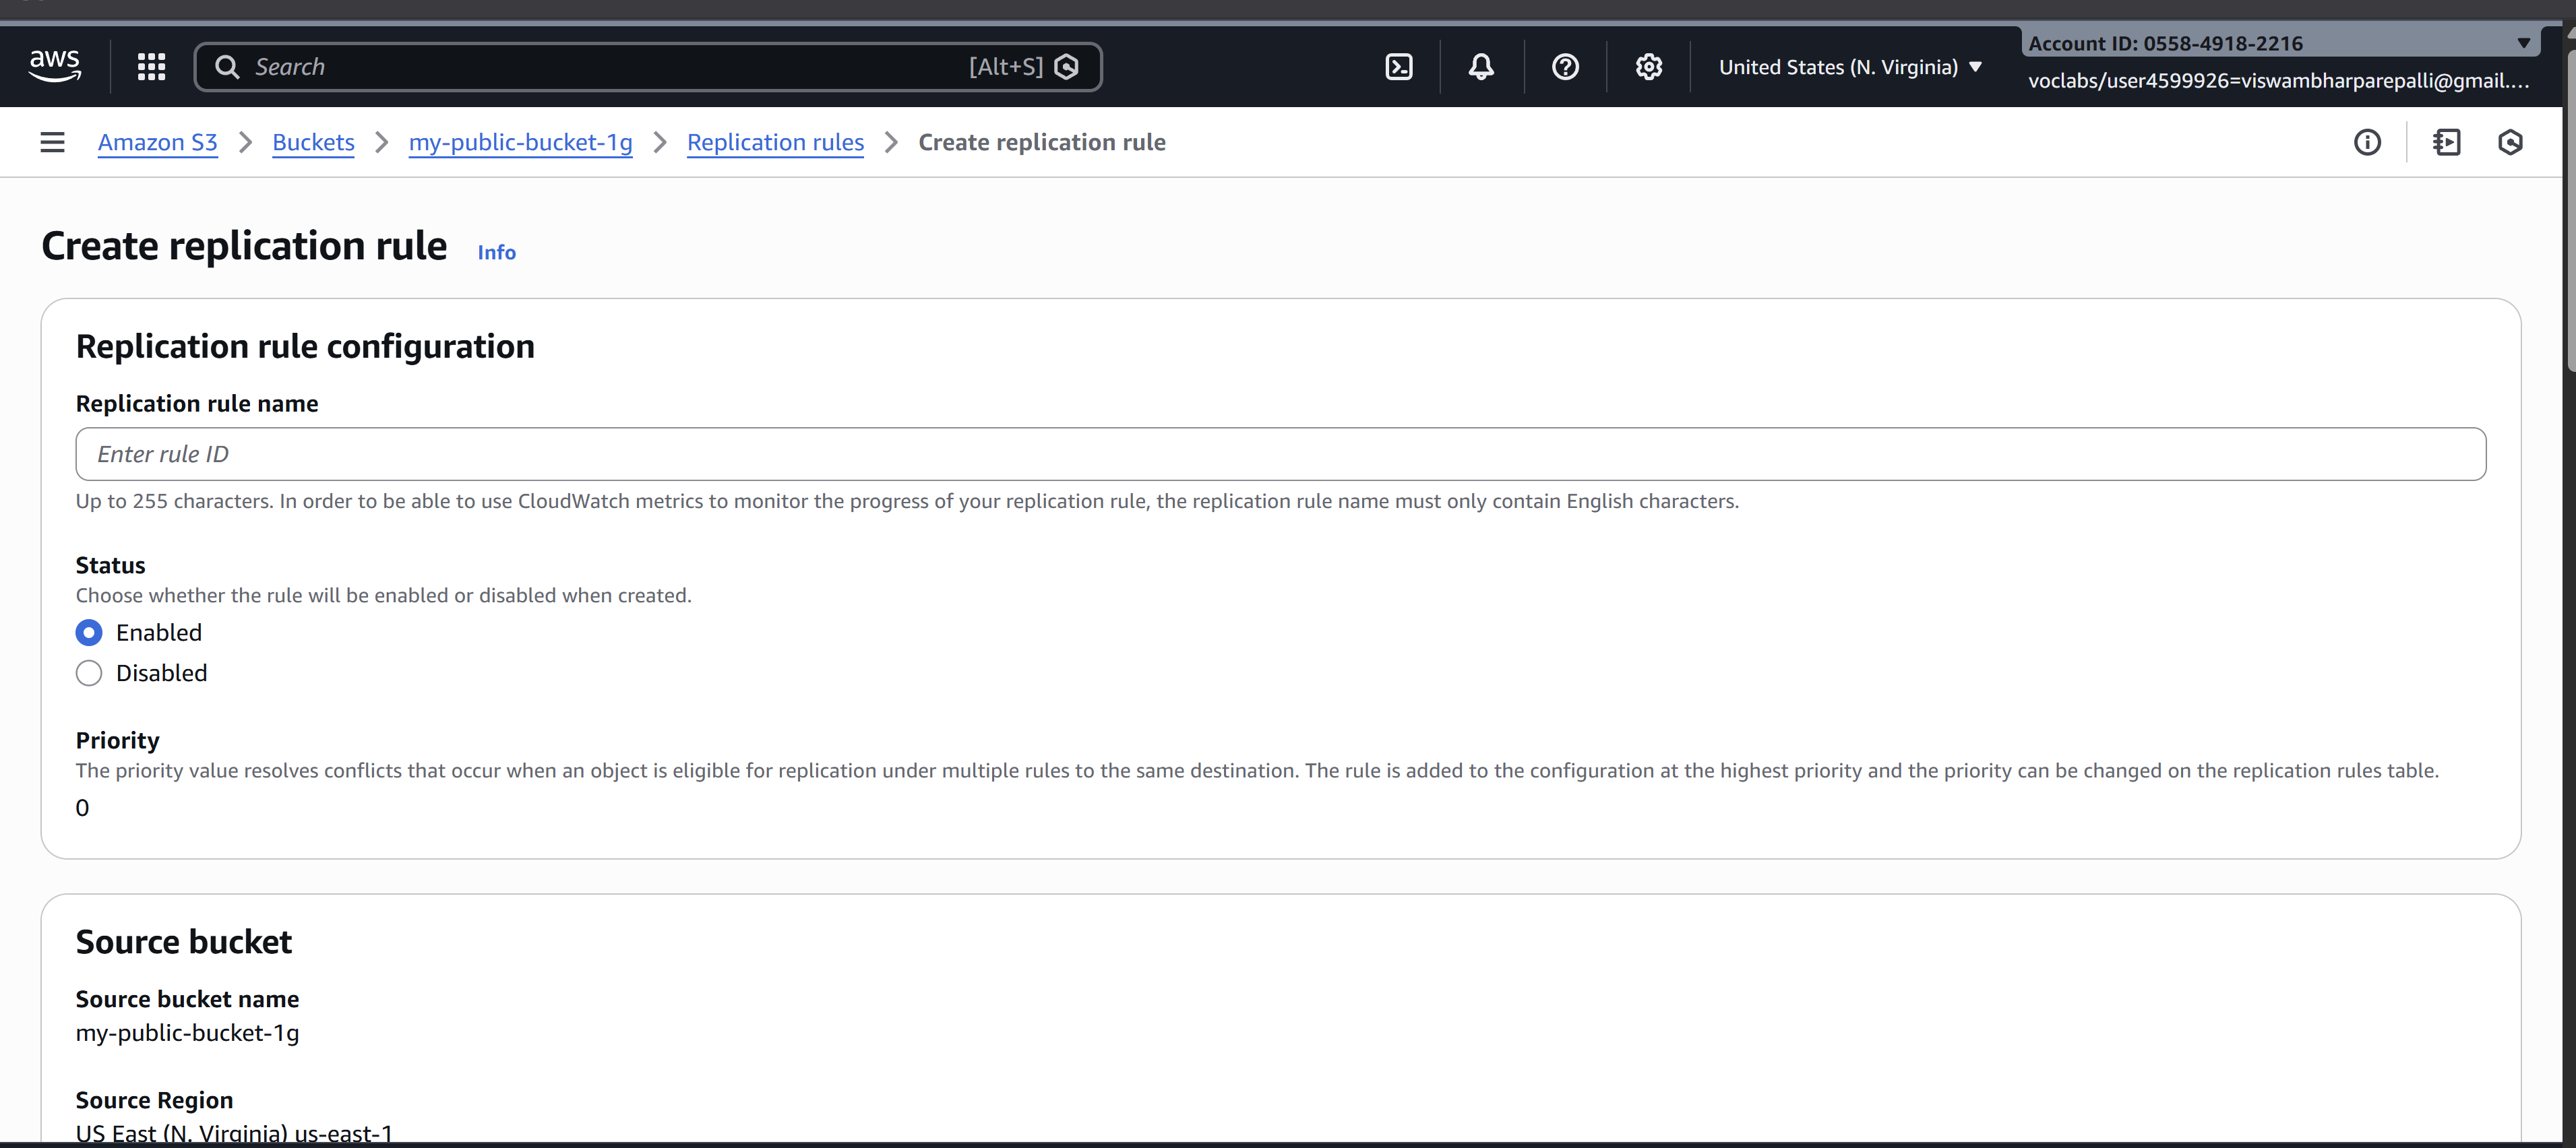 aws
Search [Alt+S]
United States (N. Virginia)
Account ID: 0558-4918-2216
voclabs/user4599926=viswambharparepalli@gmail....
Amazon S3 Buckets my-public-bucket-1g Replication rules Create replication rule
Create replication rule Info
Replication rule configuration
Replication rule name
Enter rule ID
Up to 255 characters. In order to be able to use CloudWatch metrics to monitor the progress of your replication rule, the replication rule name must only contain English characters.
Status
Choose whether the rule will be enabled or disabled when created.
Enabled
Disabled
Priority
The priority value resolves conflicts that occur when an object is eligible for replication under multiple rules to the same destination. The rule is added to the configuration at the highest priority and the priority can be changed on the replication rules table.
0
Source bucket
Source bucket name
my-public-bucket-1g
Source Region
US East (N. Virginia) us-east-1